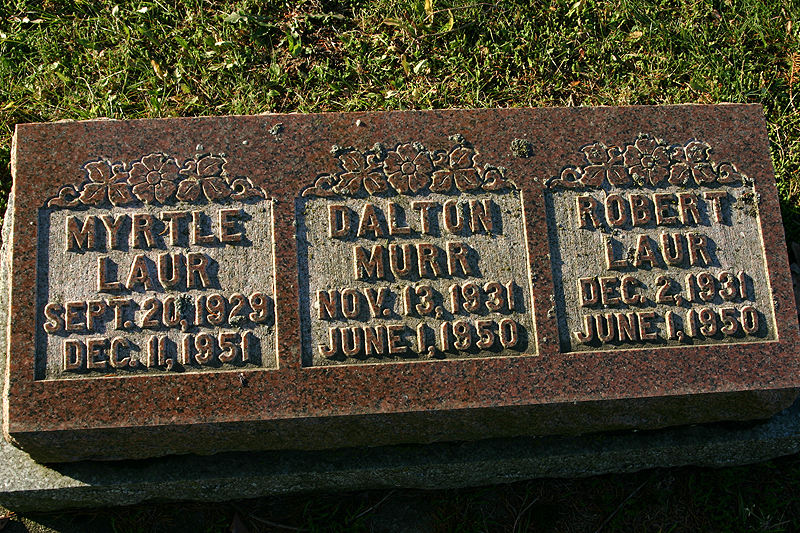 MYRTLE
LAUR
SEPT. 20, 1929
DEC. 11, 1951
DALTON
MURR
NOV. 13, 1931
JUNE 1, 1950
ROBERT
LAUR
DEC. 2, 1931
JUNE 1, 1950